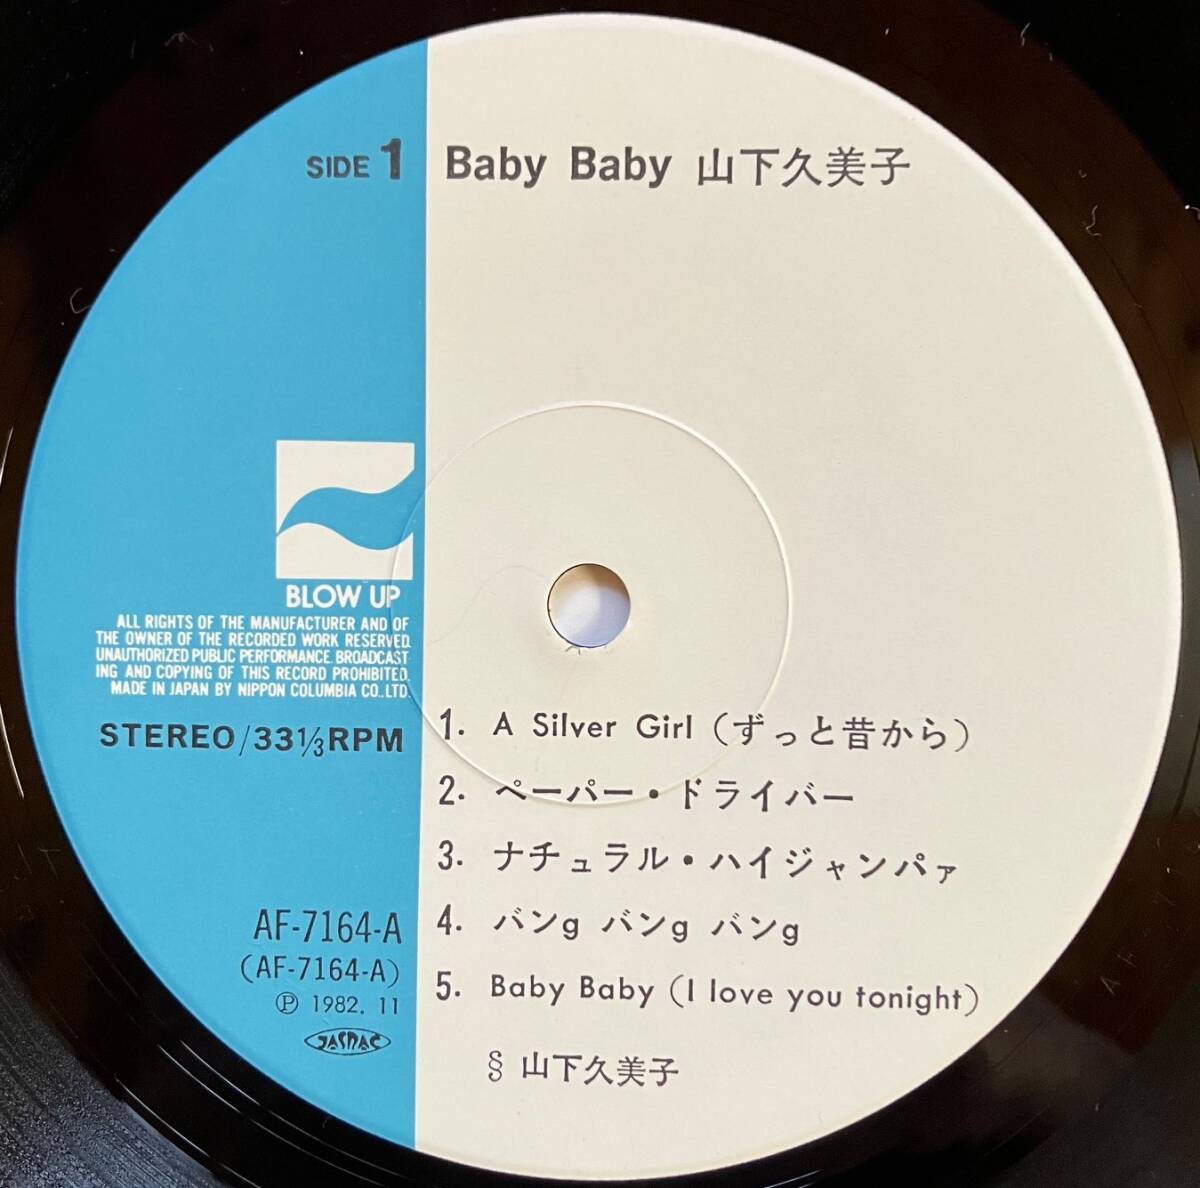 SIDE 1 Baby Baby 山下久美子
BLOW UP
ALL RIGHTS OF THE MANUFACTURER AND OF
THE OWNER OF THE RECORDED WORK RESERVED.
UNAUTHORIZED PUBLIC PERFORMANCE. BROADCAST
ING AND COPYING OF THIS RECORD PROHIBITED.
MADE IN JAPAN BY NIPPON COLUMBIA CO., LTD.
STEREO/33⅓RPM
AF-7164-A
(AF-7164-A)
℗ 1982. 11
JASRAC
1. A Silver Girl (ずっと昔から)
2. ペーパー・ドライバー
3. ナチュラル・ハイジャンパァ
4. バンg バンg バンg
5. Baby Baby (I love you tonight)
§ 山下久美子